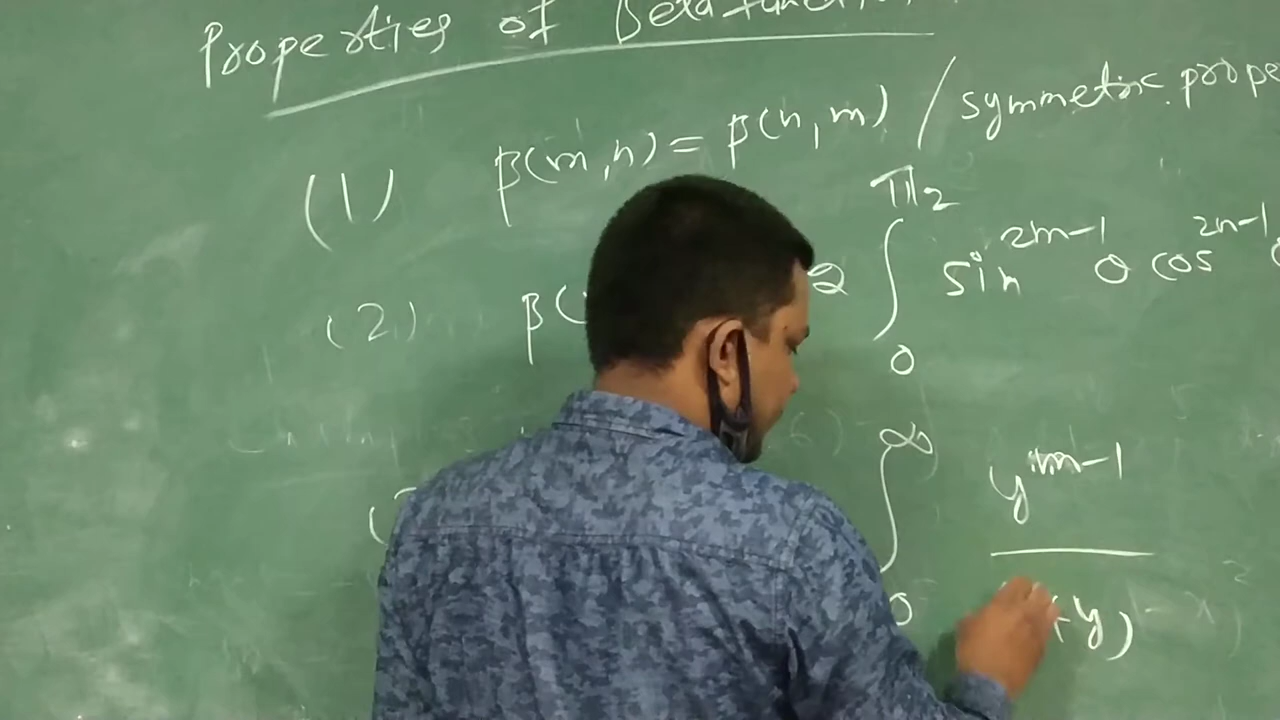 Properties of Beta function
(1) β(m,n) = β(n,m) / symmetric prope
(2) β( 2 ∫ π/2 0 sin^2m-1 θ cos^2n-1
( ∫ ∞ 0 y^m-1
+y)